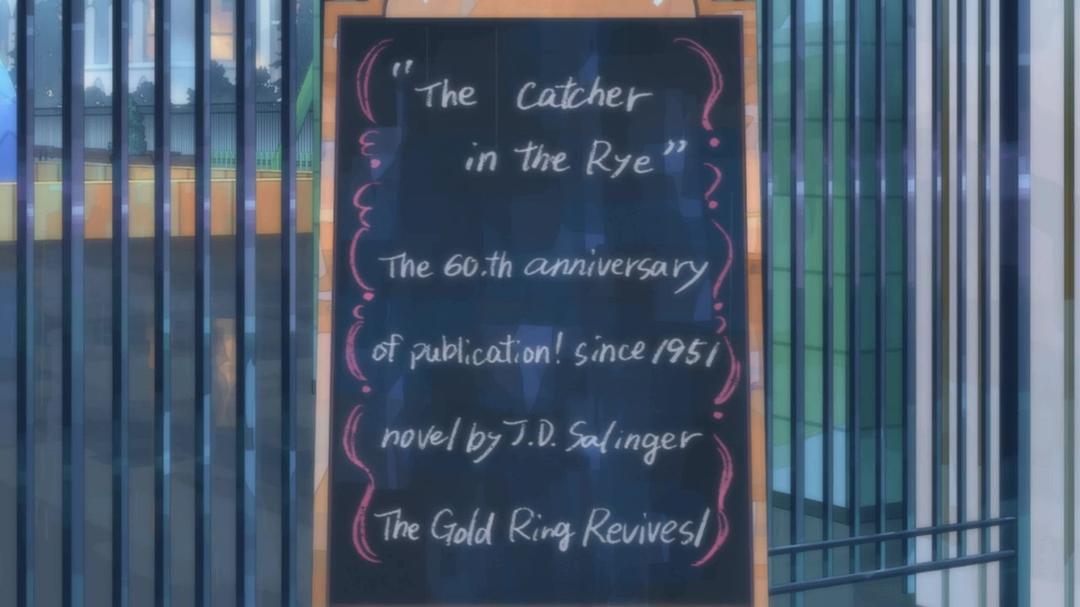 "The Catcher
in the Rye"
The 60.th anniversary
of publication! since 1951
novel by J.D. Salinger
The Gold Ring Revives!